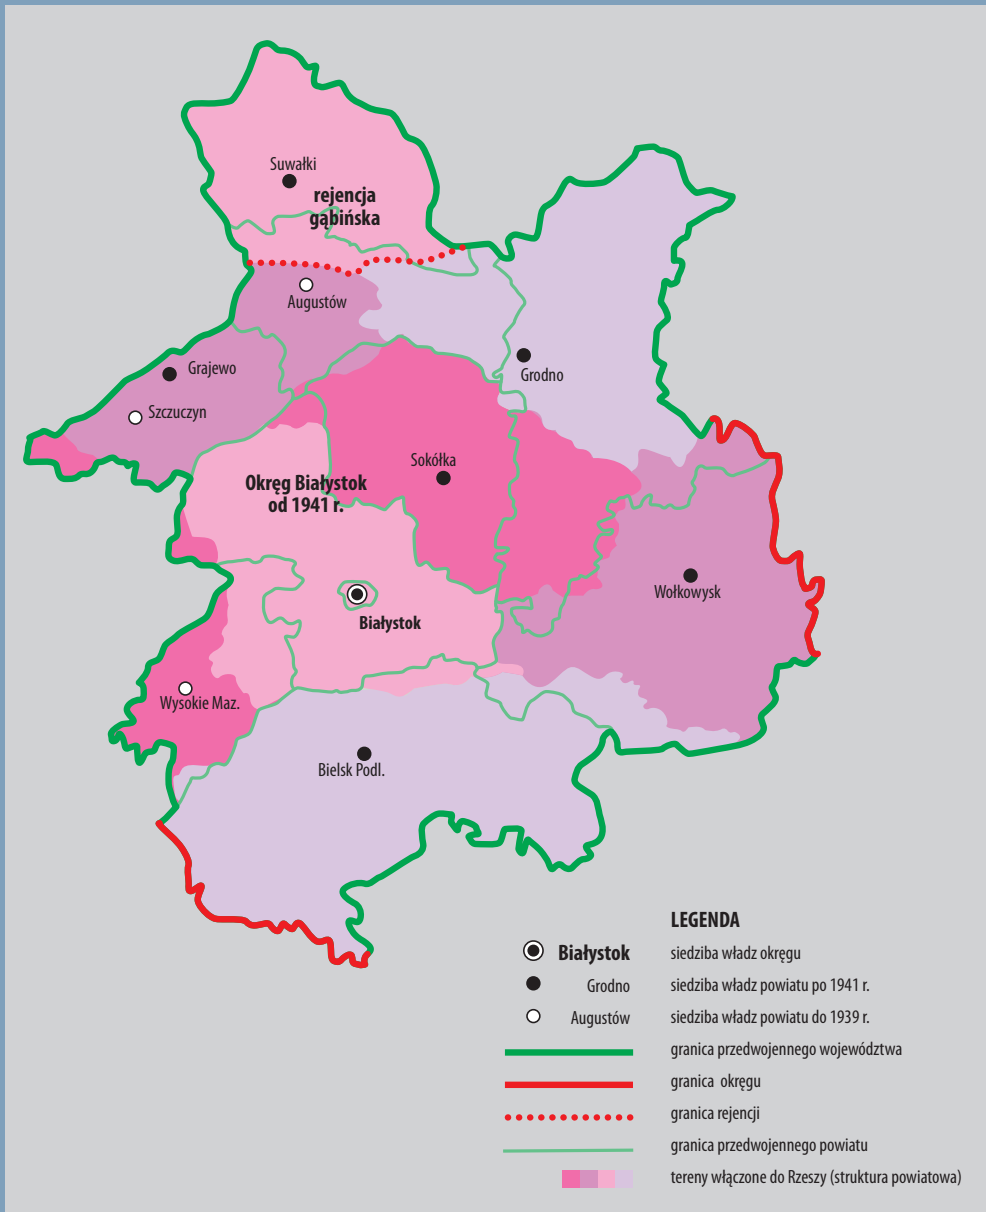 Suwałki
rejencja
gąbińska
Augustów
Grajewo
Grodno
Szczuczyn
Sokółka
Okręg Białystok
od 1941 r.
Wołkowysk
Białystok
Wysokie Maz.
Bielsk Podl.
LEGENDA
Białystok siedziba władz okręgu
Grodno siedziba władz powiatu po 1941 r.
Augustów siedziba władz powiatu do 1939 r.
granica przedwojennego województwa
granica okręgu
granica rejencji
granica przedwojennego powiatu
tereny włączone do Rzeszy (struktura powiatowa)